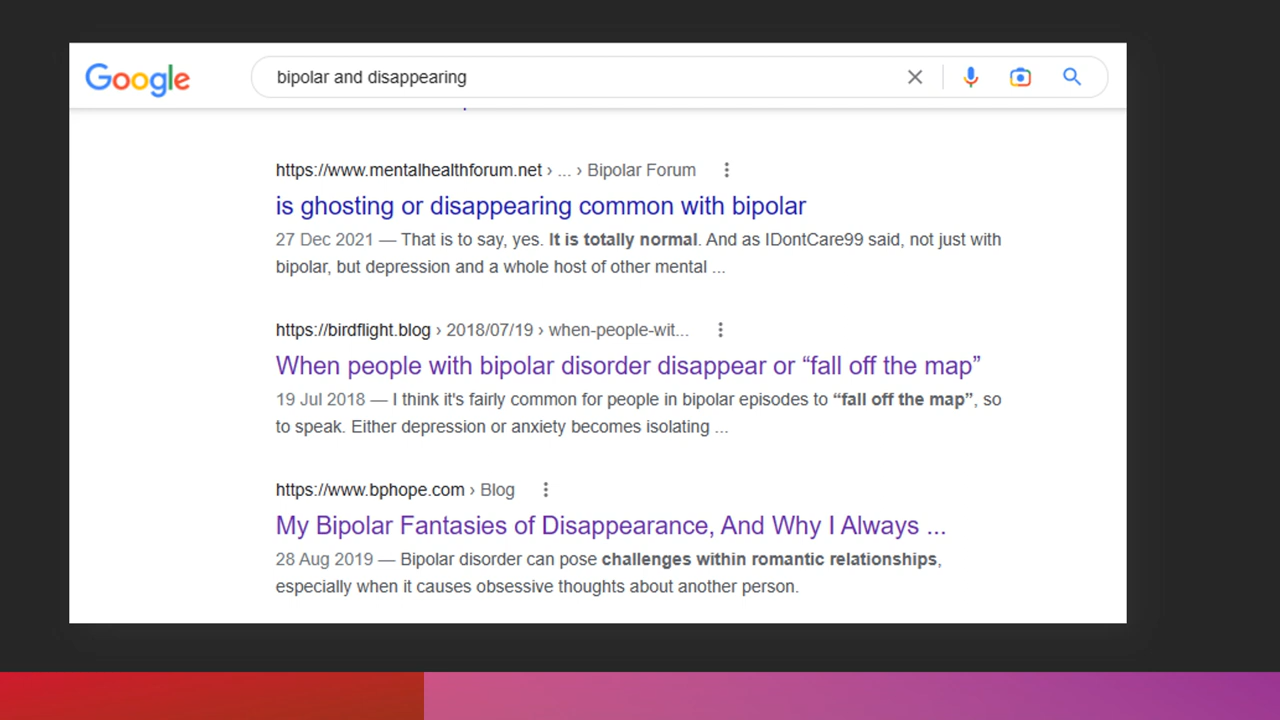 Google
bipolar and disappearing
https://www.mentalhealthforum.net › ... › Bipolar Forum
is ghosting or disappearing common with bipolar
27 Dec 2021 — That is to say, yes. It is totally normal. And as IDontCare99 said, not just with
bipolar, but depression and a whole host of other mental ...
https://birdflight.blog › 2018/07/19 › when-people-wit...
When people with bipolar disorder disappear or “fall off the map”
19 Jul 2018 — I think it's fairly common for people in bipolar episodes to “fall off the map”, so
to speak. Either depression or anxiety becomes isolating ...
https://www.bphope.com › Blog
My Bipolar Fantasies of Disappearance, And Why I Always ...
28 Aug 2019 — Bipolar disorder can pose challenges within romantic relationships,
especially when it causes obsessive thoughts about another person.